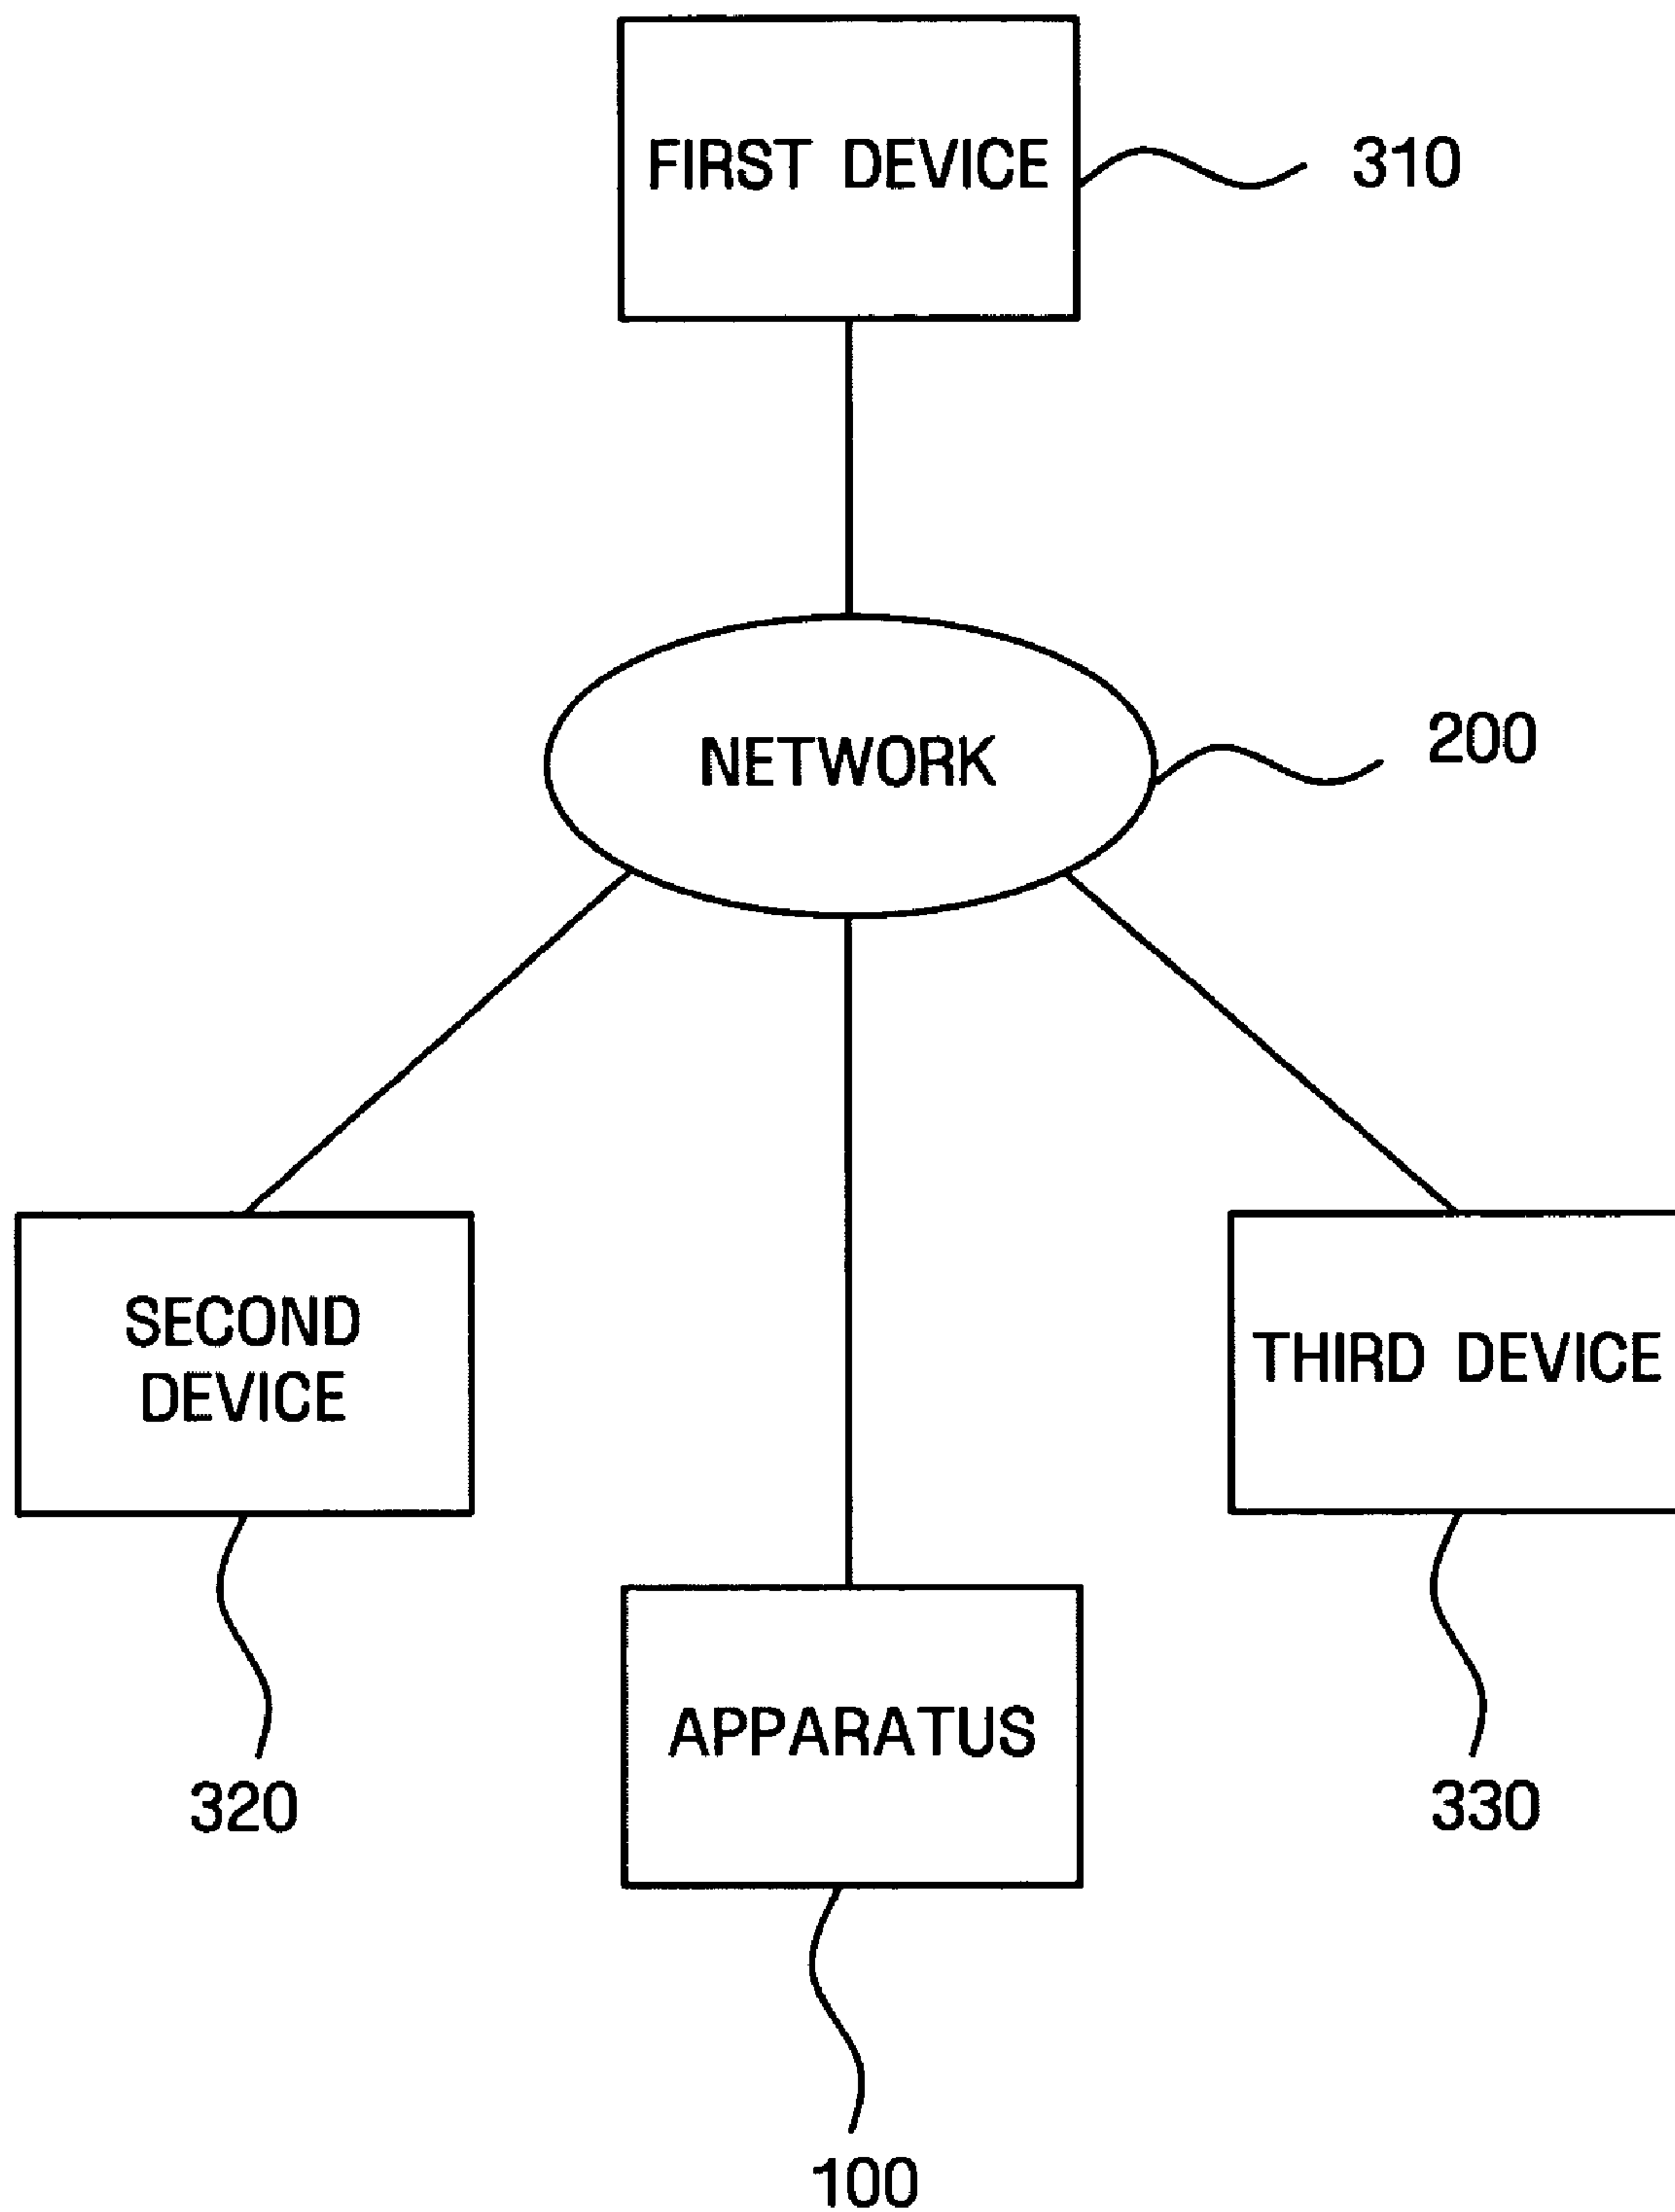 FIRST DEVICE
310
NETWORK
200
SECOND
DEVICE
THIRD DEVICE
APPARATUS
320
330
100